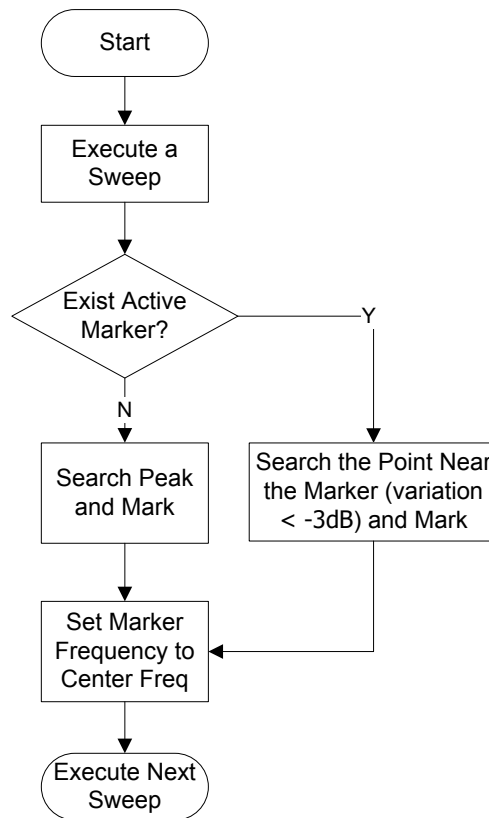 Start
Execute a
Sweep
Exist Active
Marker?
Y
N
Search Peak
and Mark
Search the Point Near
the Marker (variation
< -3dB) and Mark
Set Marker
Frequency to
Center Freq
Execute Next
Sweep